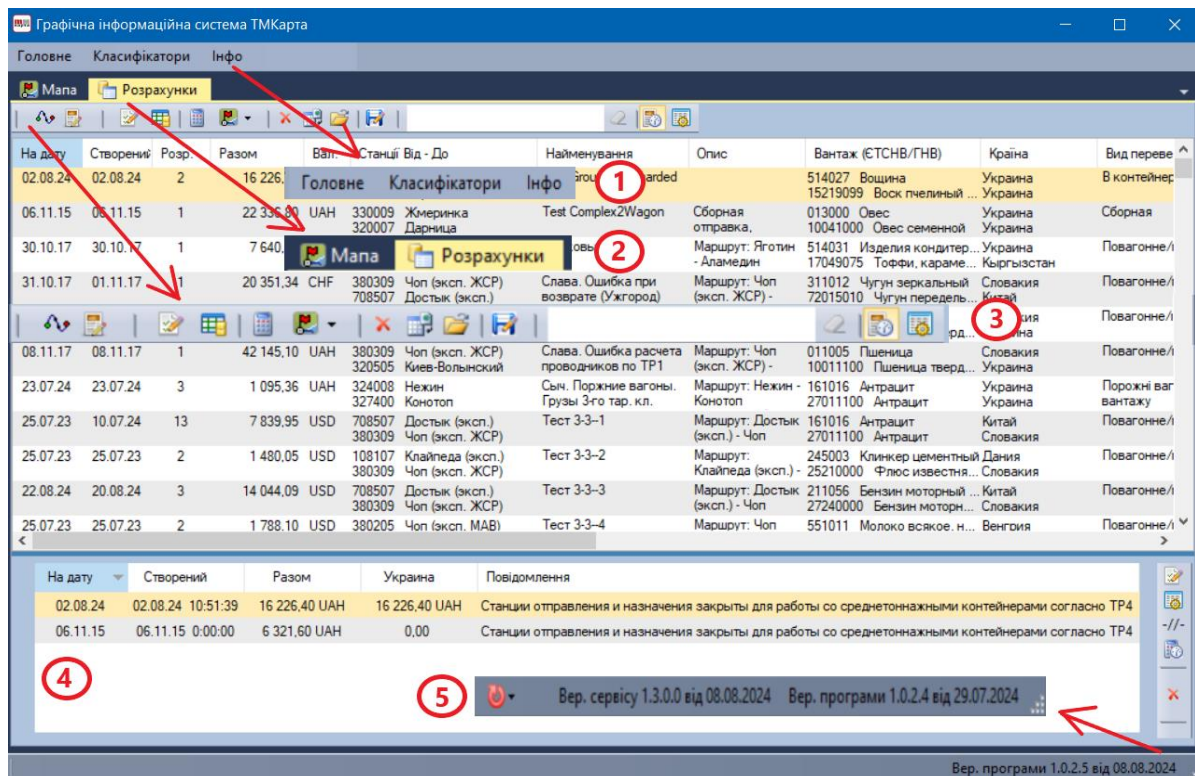 Графічна інформаційна система ТМКарта
Головне Класифікатори Інфо
Мапа Розрахунки
На дату Створений Розр. Разом Вал. Станції Від - До Найменування Опис Вантаж (ЄТСНВ/ГНВ) Країна Вид переве
02.08.24 02.08.24 2 16 226, 514027 Вощина Украина В контейнер
15219099 Воск пчелиный ... Украина
Головне Класифікатори Інфо 1
06.11.15 06.11.15 1 22 336,80 UAH 330009 Жмеринка Test Complex2Wagon Сборная 013000 Овес Украина Сборная
320007 Дарница отправка, 10041000 Овес семенной Украина
30.10.17 30.10.17 1 7 640, Маршрут: Яготин 514031 Изделия кондитер... Украина Повагонне/г
- Аламедин 17049075 Тоффи, караме... Кыргызстан
Мапа Розрахунки 2
31.10.17 01.11.17 1 20 351,34 CHF 380309 Чоп (эксп. ЖСР) Слава. Ошибка при Маршрут: Чоп 311012 Чугун зеркальный Словакия Повагонне/г
708507 Достык (эксп.) возврате (Ужгород) (эксп. ЖСР) - 72015010 Чугун передель... Китай
3 Повагонне/г
08.11.17 08.11.17 1 42 145,10 UAH 380309 Чоп (эксп. ЖСР) Слава. Ошибка расчета Маршрут: Чоп 011005 Пшеница Словакия Повагонне/г
320505 Киев-Волынский проводников по ТР1 (эксп. ЖСР) - 10011100 Пшеница тверд... Украина
23.07.24 23.07.24 3 1 095,36 UAH 324008 Нежин Сыч. Порожние вагоны. Маршрут: Нежин - 161016 Антрацит Украина Порожні ваг
327400 Конотоп Грузы 3-го тар. кл. Конотоп 27011100 Антрацит Украина вантажу
25.07.23 10.07.24 13 7 839,95 USD 708507 Достык (эксп.) Тест 3-3--1 Маршрут: Достык 161016 Антрацит Китай Повагонне/г
380309 Чоп (эксп. ЖСР) (эксп.) - Чоп 27011100 Антрацит Словакия
25.07.23 25.07.23 2 1 480,05 USD 108107 Клайпеда (эксп.) Тест 3-3--2 Маршрут: 245003 Клинкер цементный Дания Повагонне/г
380309 Чоп (эксп. ЖСР) Клайпеда (эксп.) - 25210000 Флюс известня... Словакия
22.08.24 20.08.24 3 14 044,09 USD 708507 Достык (эксп.) Тест 3-3--3 Маршрут: Достык 211056 Бензин моторный ... Китай Повагонне/г
380309 Чоп (эксп. ЖСР) (эксп.) - Чоп 27240000 Бензин моторн... Словакия
25.07.23 25.07.23 2 1 788,10 USD 380205 Чоп (эксп. МАВ) Тест 3-3--4 Маршрут: Чоп 551011 Молоко всякое, н... Венгрия Повагонне/г
На дату Створений Разом Украина Повідомлення
02.08.24 02.08.24 10:51:39 16 226,40 UAH 16 226,40 UAH Станции отправления и назначения закрыты для работы со среднетоннажными контейнерами согласно ТР4
06.11.15 06.11.15 0:00:00 6 321,60 UAH 0,00 Станции отправления и назначения закрыты для работы со среднетоннажными контейнерами согласно ТР4
-//-
4
5 Вер. сервісу 1.3.0.0 від 08.08.2024 Вер. програми 1.0.2.4 від 29.07.2024
Вер. програми 1.0.2.5 від 08.08.2024